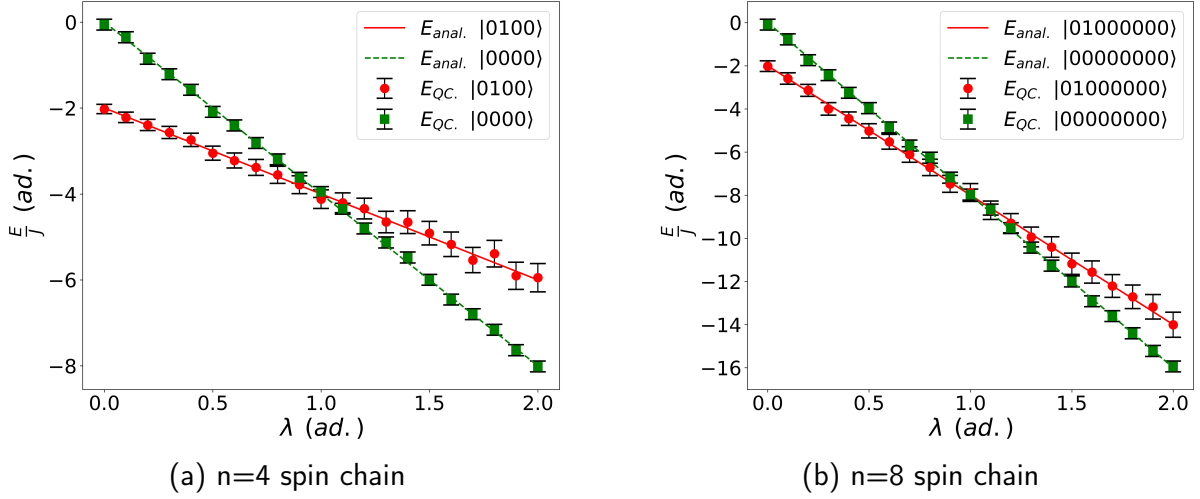 E_anal. |0100⟩
E_anal. |0000⟩
E_QC. |0100⟩
E_QC. |0000⟩
0
−2
−4
−6
−8
E/J (ad.)
0.0 0.5 1.0 1.5 2.0
λ (ad.)
(a) n=4 spin chain
E_anal. |01000000⟩
E_anal. |00000000⟩
E_QC. |01000000⟩
E_QC. |00000000⟩
0
−2
−4
−6
−8
−10
−12
−14
−16
E/J (ad.)
0.0 0.5 1.0 1.5 2.0
λ (ad.)
(b) n=8 spin chain